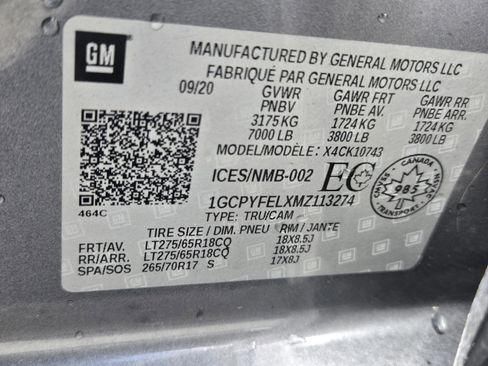 GM
MANUFACTURED BY GENERAL MOTORS LLC
FABRIQUÉ PAR GENERAL MOTORS LLC
09/20 GVWR GAWR FRT GAWR RR
PNBV PNBE AV. PNBE ARR.
3175 KG 1724 KG 1724 KG
7000 LB 3800 LB 3800 LB
MODEL/MODÈLE: X4CK10743
ICES/NMB-002 EC
CANADA
985
1GCPYFELXMZ113274
464C
TYPE: TRU/CAM
TIRE SIZE / DIM. PNEU RIM / JANTE
FRT/AV. LT275/65R18CQ 18X8.5J
RR/ARR. LT275/65R18CQ 18X8.5J
SPA/SOS 265/70R17 S 17X8J